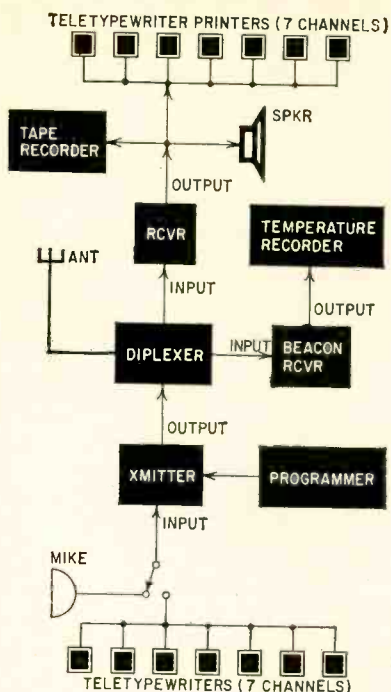 TELETYPEWRITER PRINTERS (7 CHANNELS)
SPKR
TAPE
RECORDER
OUTPUT
RCVR
TEMPERATURE
RECORDER
ANT
INPUT
OUTPUT
DIPLEXER
INPUT
BEACON
RCVR
OUTPUT
XMITTER
PROGRAMMER
INPUT
MIKE
TELETYPEWRITERS (7 CHANNELS)